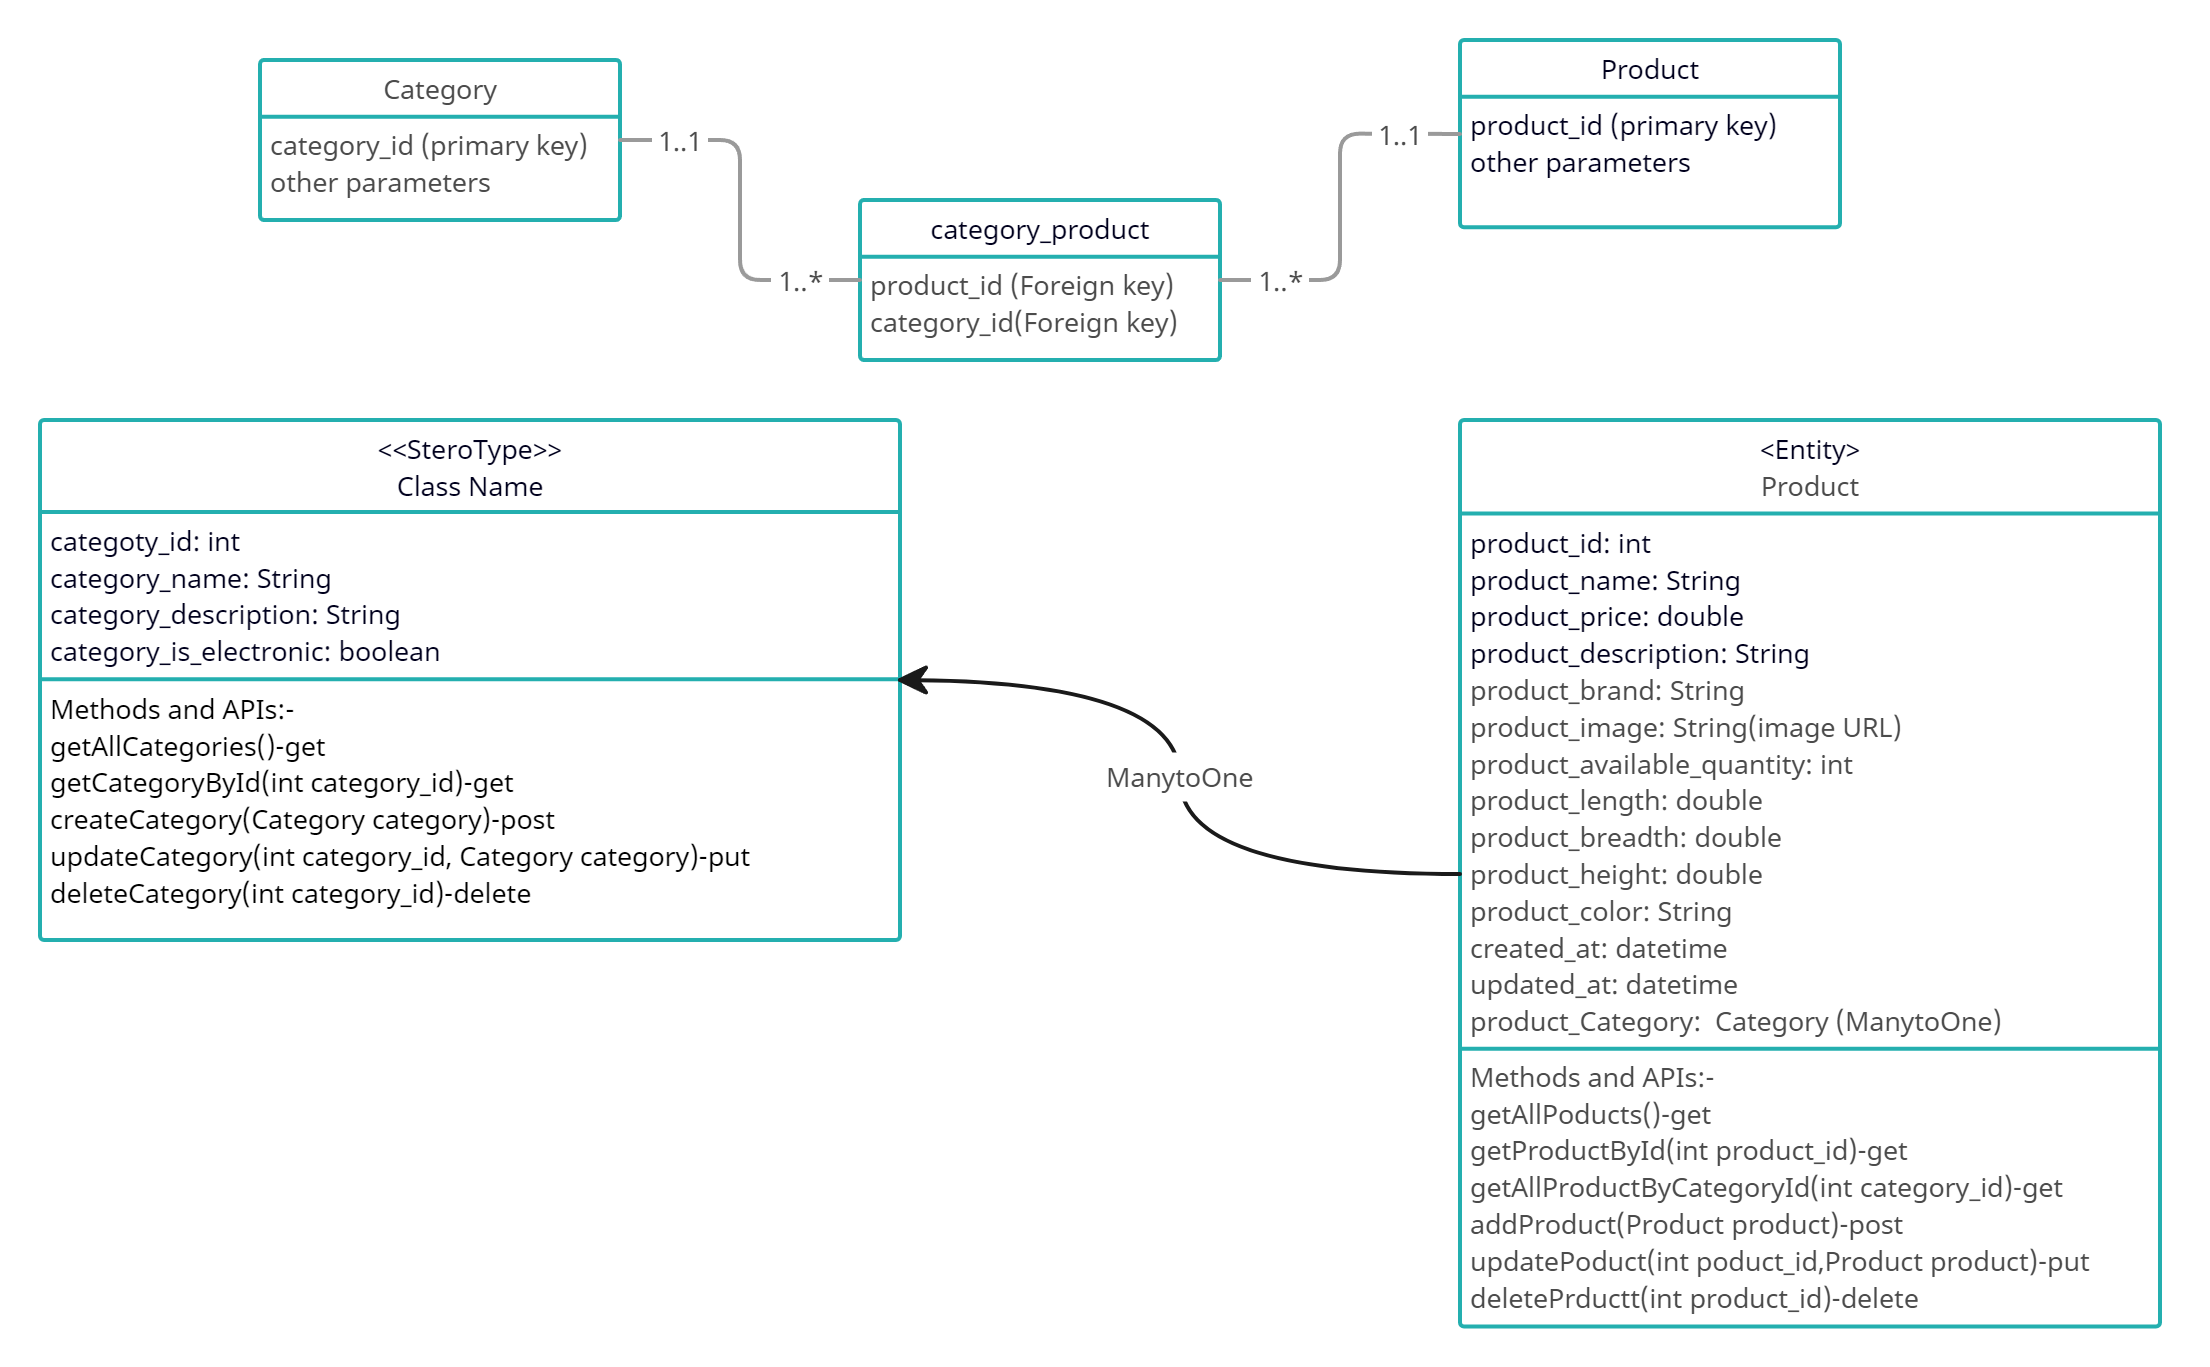 Category
category_id (primary key)
other parameters
1..1
1..*
category_product
product_id (Foreign key)
category_id(Foreign key)
1..*
1..1
Product
product_id (primary key)
other parameters
<<SteroType>>
Class Name
categoty_id: int
category_name: String
category_description: String
category_is_electronic: boolean
Methods and APIs:-
getAllCategories()-get
getCategoryById(int category_id)-get
createCategory(Category category)-post
updateCategory(int category_id, Category category)-put
deleteCategory(int category_id)-delete
ManytoOne
<Entity>
Product
product_id: int
product_name: String
product_price: double
product_description: String
product_brand: String
product_image: String(image URL)
product_available_quantity: int
product_length: double
product_breadth: double
product_height: double
product_color: String
created_at: datetime
updated_at: datetime
product_Category:  Category (ManytoOne)
Methods and APIs:-
getAllPoducts()-get
getProductById(int product_id)-get
getAllProductByCategoryId(int category_id)-get
addProduct(Product product)-post
updatePoduct(int poduct_id,Product product)-put
deletePrductt(int product_id)-delete